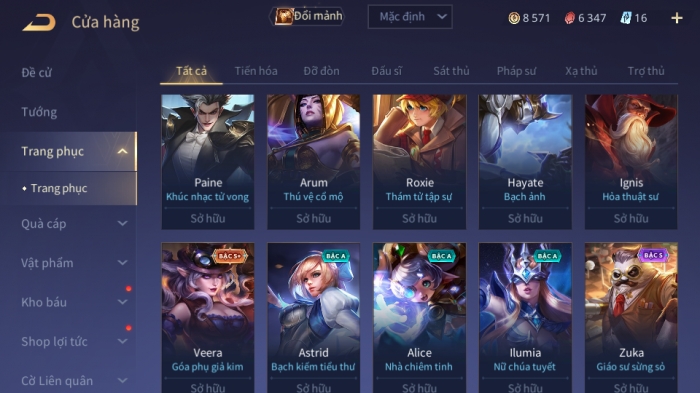 Cửa hàng
Đổi mảnh
Mặc định
8 571
6 347
16
Đề cử
Tướng
Trang phục
Trang phục
Quà cáp
Vật phẩm
Kho báu
Shop lợi tức
Cờ Liên quân
Tất cả Tiến hóa Đỡ đòn Đấu sĩ Sát thủ Pháp sư Xạ thủ Trợ thủ
Paine
Khúc nhạc tử vong
Sở hữu
Arum
Thú vệ cổ mộ
Sở hữu
Roxie
Thám tử tập sự
Sở hữu
Hayate
Bạch ảnh
Sở hữu
Ignis
Hỏa thuật sư
Sở hữu
BẬC S+
Veera
Góa phụ giả kim
Sở hữu
BẬC A
Astrid
Bạch kiếm tiểu thư
Sở hữu
BẬC A
Alice
Nhà chiêm tinh
Sở hữu
BẬC A
Ilumia
Nữ chúa tuyết
Sở hữu
BẬC S
Zuka
Giáo sư sừng sỏ
Sở hữu